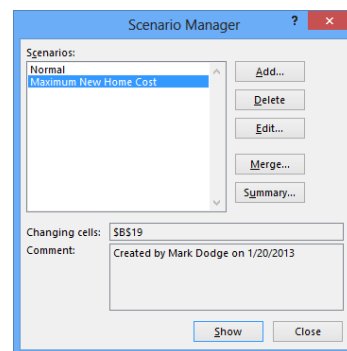 Scenario Manager ? ×
Scenarios:
Normal
Maximum New Home Cost
Add...
Delete
Edit...
Merge...
Summary...
Changing cells: $B$19
Comment: Created by Mark Dodge on 1/20/2013
Show Close